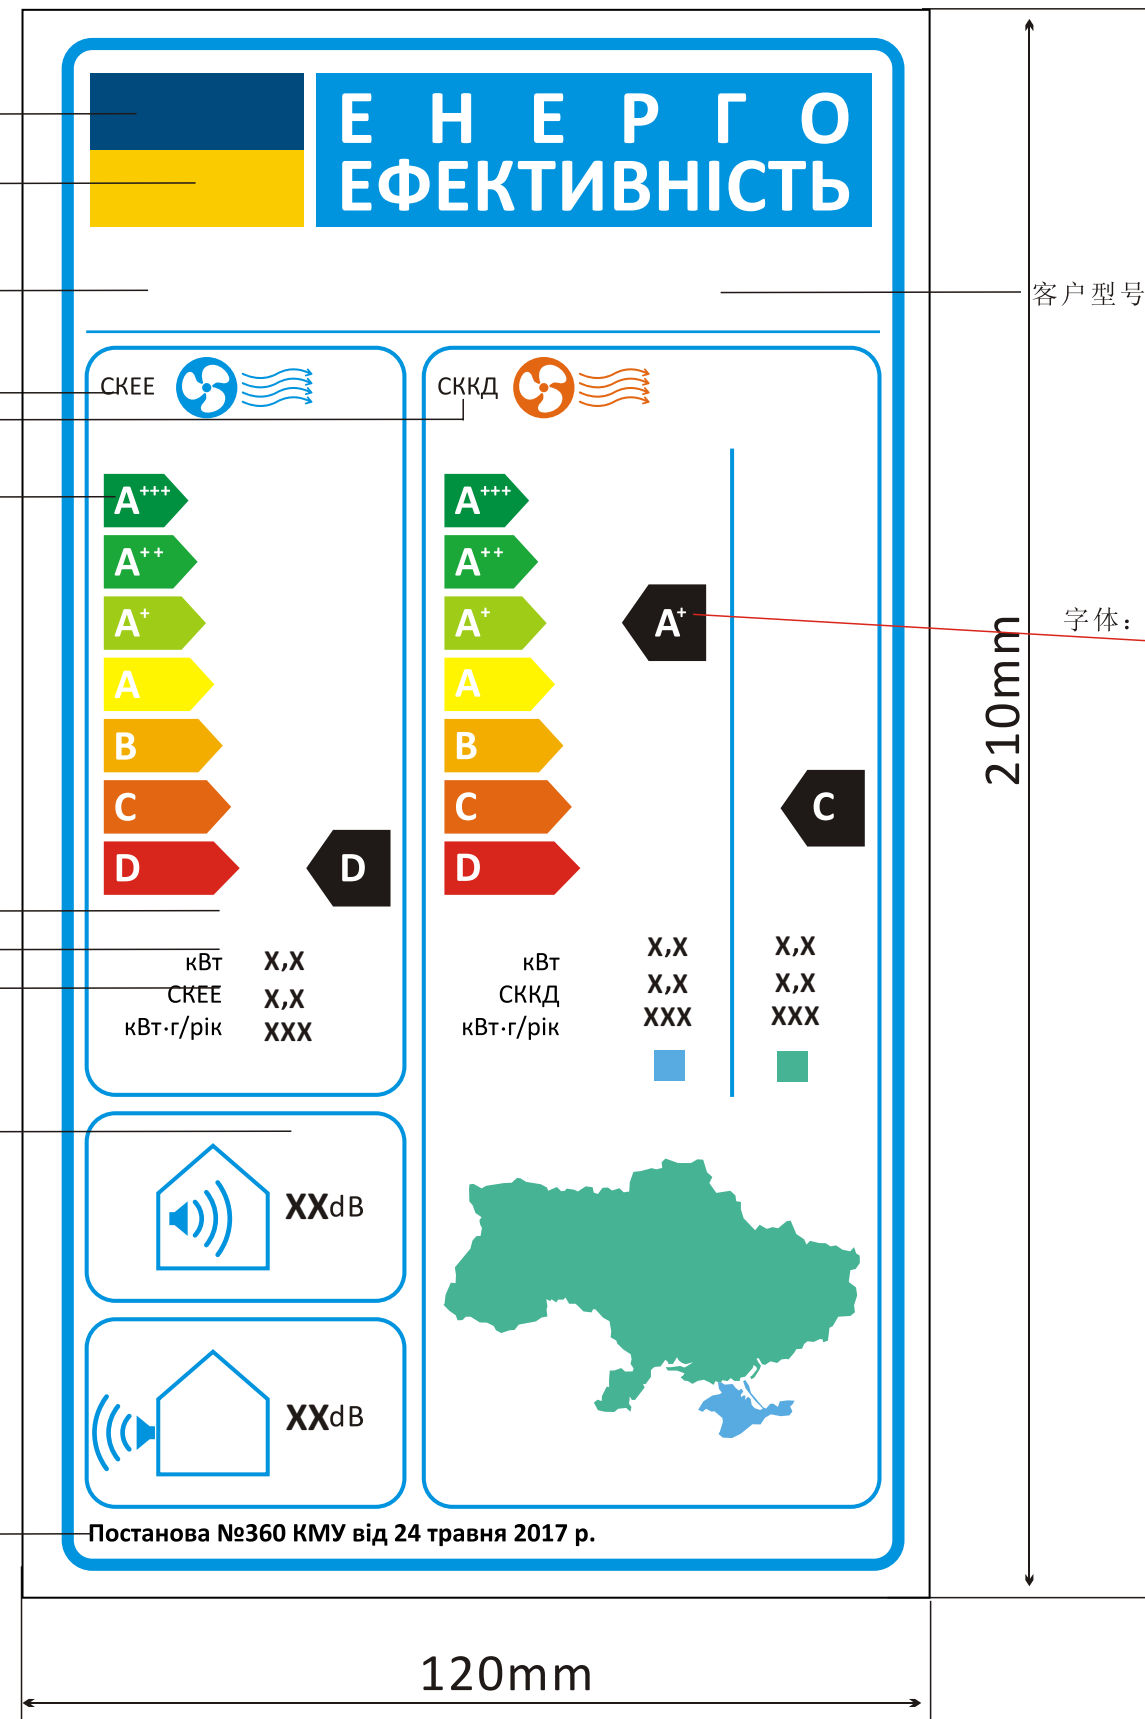 ЕНЕРГО
ЕФЕКТИВНІСТЬ
客户型号
СКЕЕ
СККД
A+++
A++
A+
A
B
C
D
D
A+++
A++
A+
A
B
C
D
A+
C
字体:
210mm
кВт X,X
СКЕЕ X,X
кВт·г/рік XXX
кВт X,X X,X
СККД X,X X,X
кВт·г/рік XXX XXX
XXdB
XXdB
Постанова №360 КМУ від 24 травня 2017 р.
120mm